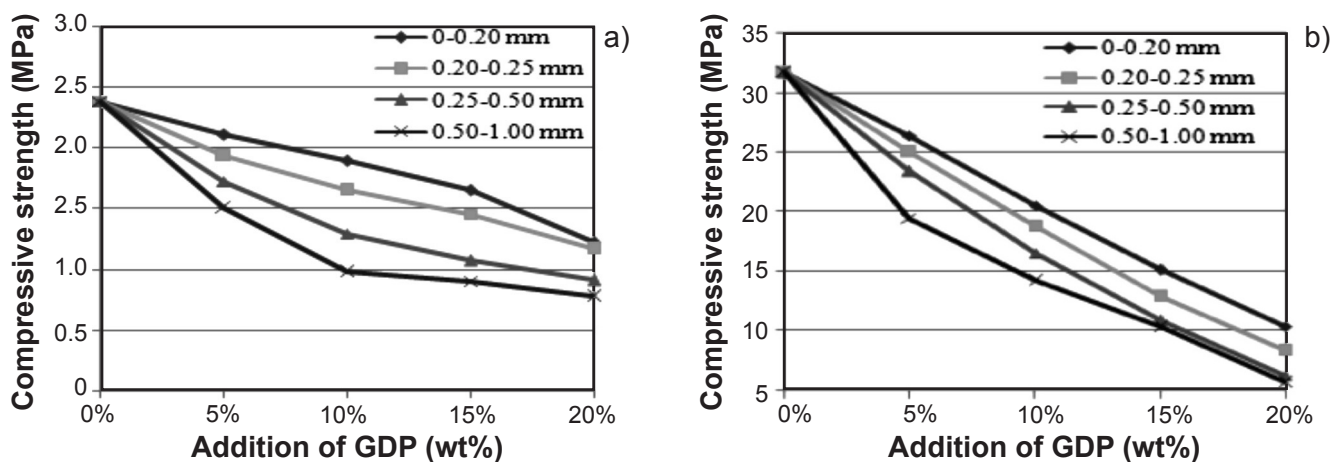 Compressive strength (MPa)
3.0
2.5
2.0
2.5
1.0
0.5
0
0-0.20 mm
0.20-0.25 mm
0.25-0.50 mm
0.50-1.00 mm
a)
0%
5%
10%
15%
20%
Addition of GDP (wt%)
Compressive strength (MPa)
35
30
25
20
15
10
5
0-0.20 mm
0.20-0.25 mm
0.25-0.50 mm
0.50-1.00 mm
b)
0%
5%
10%
15%
20%
Addition of GDP (wt%)